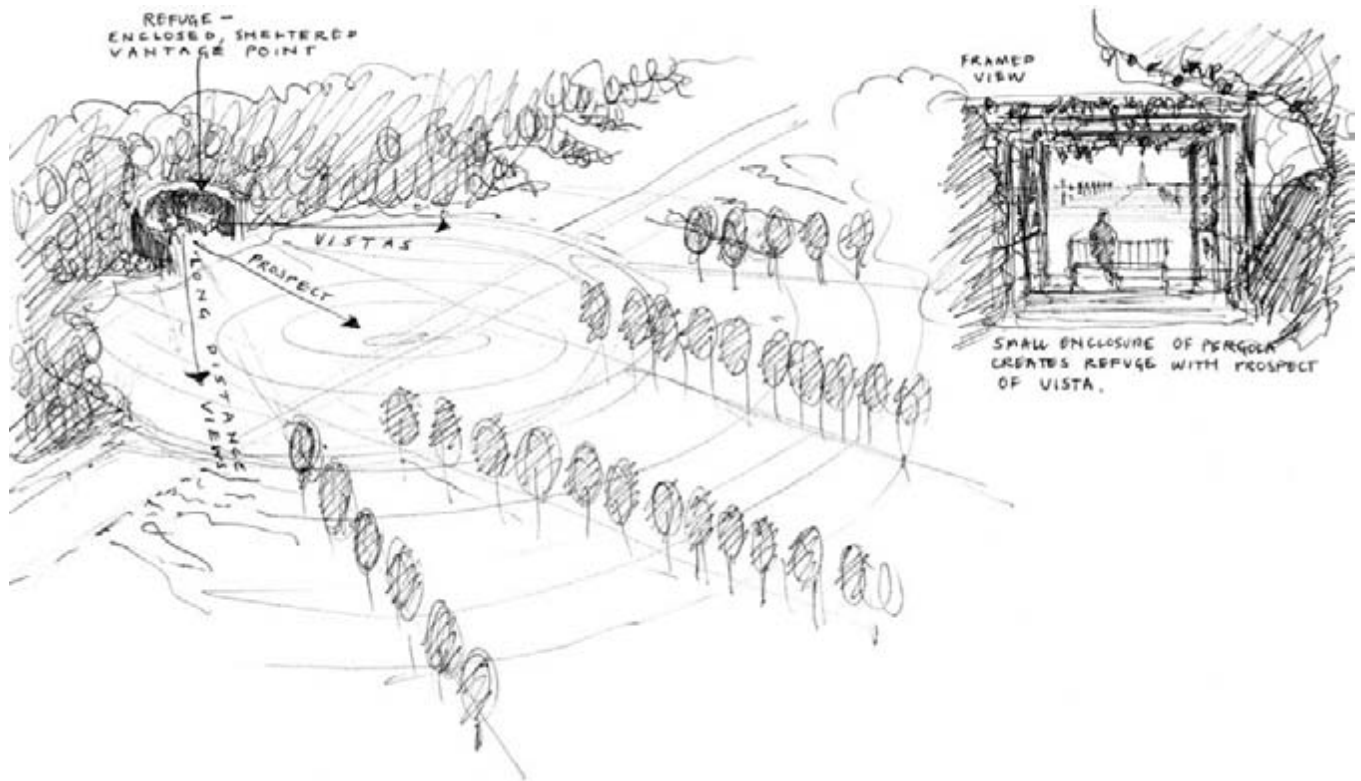 REFUGE –
ENCLOSED, SHELTERED
VANTAGE POINT
VISTAS
PROSPECT
LONG DISTANCE VIEWS
FRAMED
VIEW
SMALL ENCLOSURE OF PERGOLA
CREATES REFUGE WITH PROSPECT
OF VISTA.